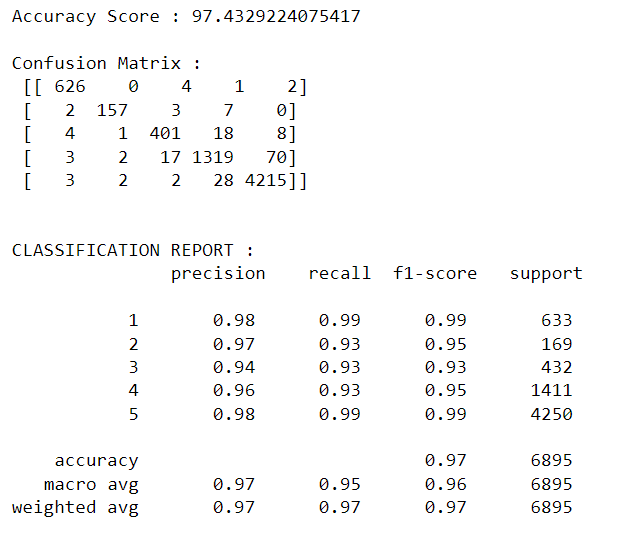 Accuracy Score : 97.4329224075417
Confusion Matrix :
[[ 626 0 4 1 2]
[ 2 157 3 7 0]
[ 4 1 401 18 8]
[ 3 2 17 1319 70]
[ 3 2 2 28 4215]]
CLASSIFICATION REPORT :
precision recall f1-score support
1 0.98 0.99 0.99 633
2 0.97 0.93 0.95 169
3 0.94 0.93 0.93 432
4 0.96 0.93 0.95 1411
5 0.98 0.99 0.99 4250
accuracy 0.97 6895
macro avg 0.97 0.95 0.96 6895
weighted avg 0.97 0.97 0.97 6895